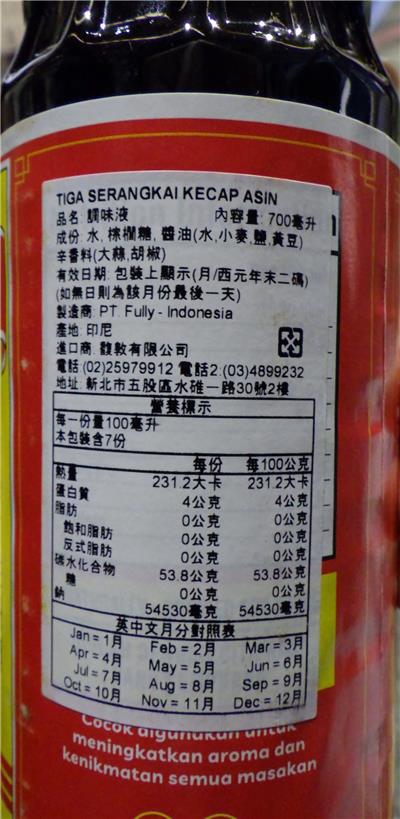 TIGA SERANGKAI KECAP ASIN
品名: 調味液 內容量: 700毫升
成份: 水, 棕櫚糖, 醬油(水,小麥,鹽,黃豆)
辛香料(大蒜,胡椒)
有效日期: 包裝上顯示(月/西元年末二碼)
(如無日則為該月份最後一天)
製造商: PT. Fully - Indonesia
產地: 印尼
進口商: 馥敦有限公司
電話:(02)25979912 電話2:(03)4899232
地址: 新北市五股區水碓一路30號2樓
營養標示
每一份量100毫升
本包裝含7份
每份 每100公克
熱量 231.2大卡 231.2大卡
蛋白質 4公克 4公克
脂肪 0公克 0公克
飽和脂肪 0公克 0公克
反式脂肪 0公克 0公克
碳水化合物 53.8公克 53.8公克
糖 0公克 0公克
鈉 54530毫克 54530毫克
英中文月分對照表
Jan = 1月 Feb = 2月 Mar = 3月
Apr = 4月 May = 5月 Jun = 6月
Jul = 7月 Aug = 8月 Sep = 9月
Oct = 10月 Nov = 11月 Dec = 12月
Cocok digunakan untuk
meningkatkan aroma dan
kenikmatan semua masakan